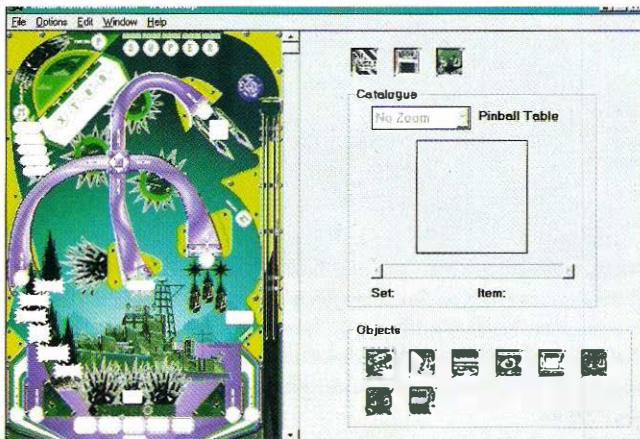 File Options Edit Window Help
S U P E R
Catalogue
No Zoom
Pinball Table
Set:
Item:
Objects